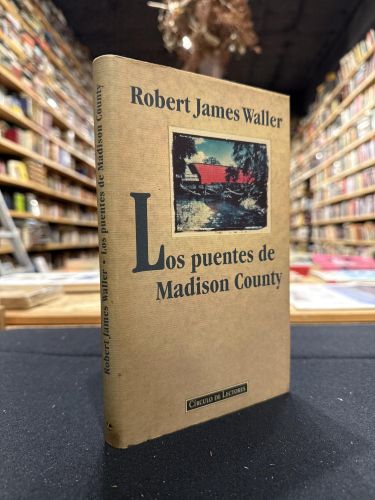 Robert James Waller
Los puentes de
Madison County
CÍRCULO DE LECTORES
Robert James Waller • Los puentes de Madison County